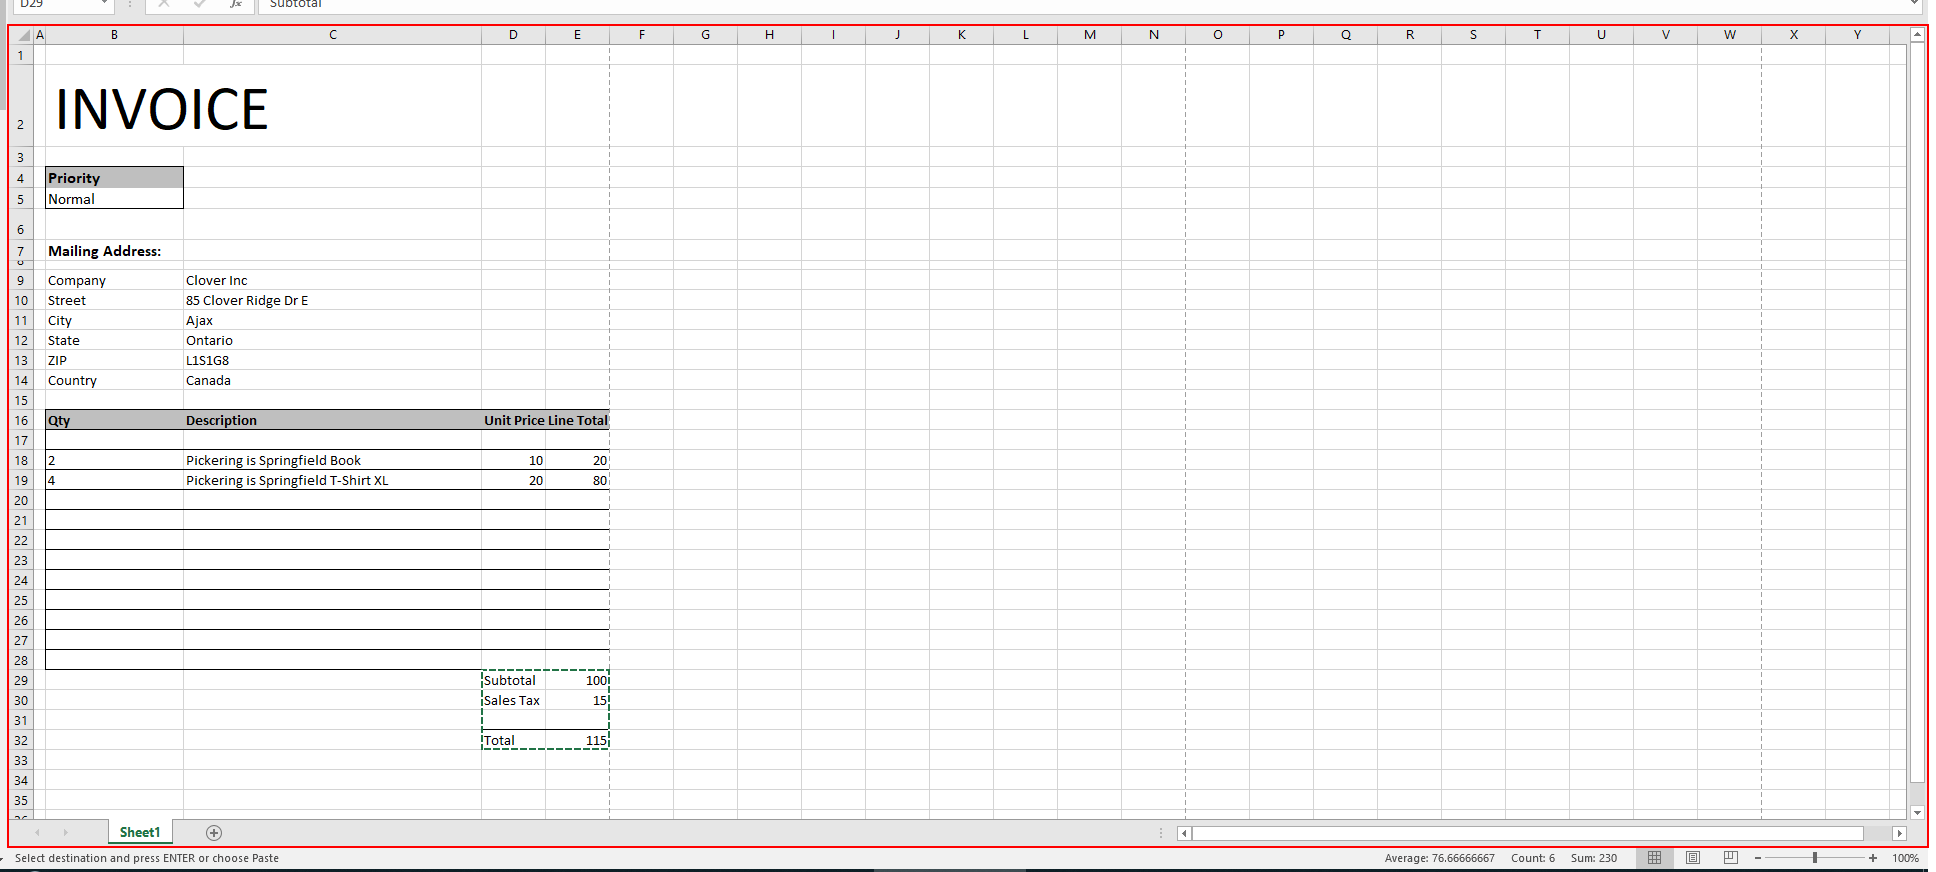 D29 fx Subtotal
A B C D E F G H I J K L M N O P Q R S T U V W X Y
1
2 INVOICE
3
4 Priority
5 Normal
6
7 Mailing Address:
8
9 Company Clover Inc
10 Street 85 Clover Ridge Dr E
11 City Ajax
12 State Ontario
13 ZIP L1S1G8
14 Country Canada
15
16 Qty Description Unit Price Line Total
17
18 2 Pickering is Springfield Book 10 20
19 4 Pickering is Springfield T-Shirt XL 20 80
20
21
22
23
24
25
26
27
28
29 Subtotal 100
30 Sales Tax 15
31
32 Total 115
33
34
35
36
Sheet1
Select destination and press ENTER or choose Paste Average: 76.66666667 Count: 6 Sum: 230 100%